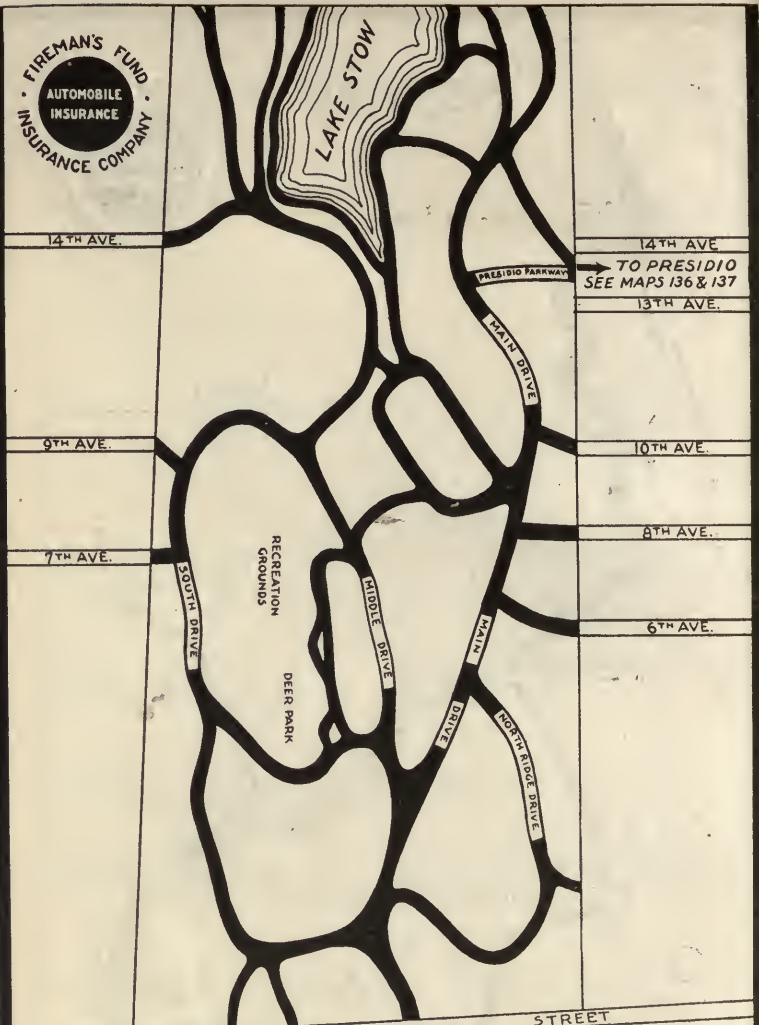 FIREMAN'S FUND
INSURANCE COMPANY
AUTOMOBILE
INSURANCE
LAKE STOW
14TH AVE.
14TH AVE
PRESIDIO PARKWAY
TO PRESIDIO
SEE MAPS 136 & 137
13TH AVE.
MAIN DRIVE
9TH AVE.
10TH AVE.
8TH AVE.
7TH AVE.
RECREATION
GROUNDS
SOUTH DRIVE
MIDDLE DRIVE
6TH AVE.
MAIN
DRIVE
DEER PARK
NORTH RIDGE DRIVE
STREET